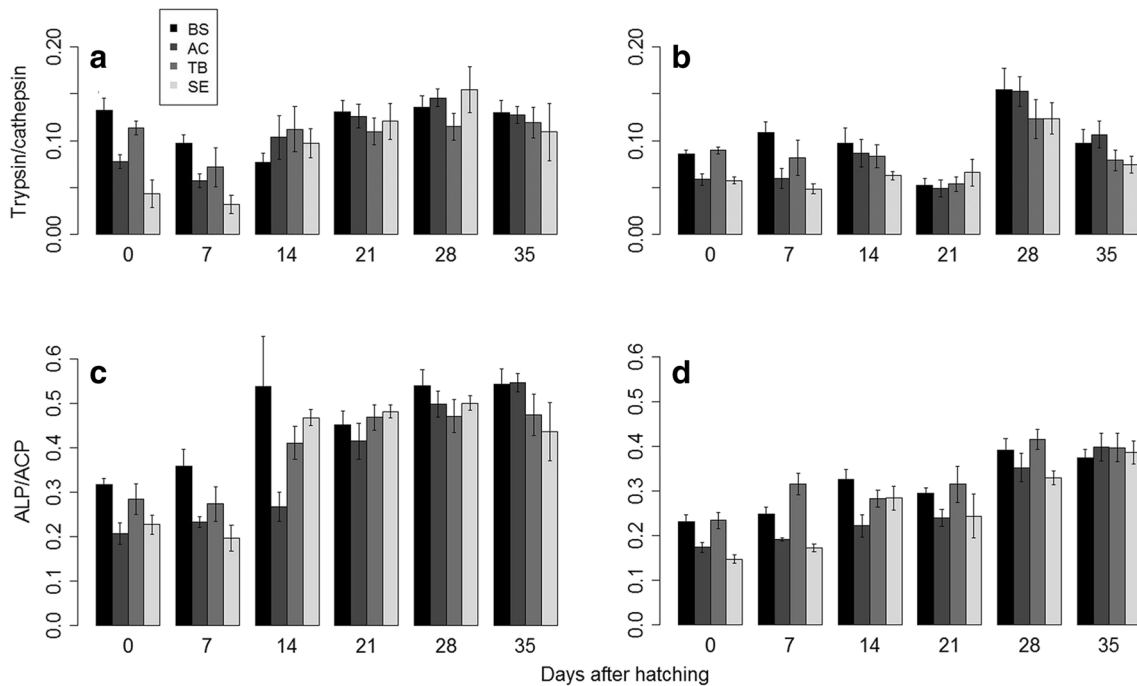 a
BS
AC
TB
SE
b
Trypsin/cathepsin
0.20
0.10
0.00
0 7 14 21 28 35
0.20
0.10
0.00
0 7 14 21 28 35
c
d
ALP/ACP
0.6
0.5
0.4
0.3
0.2
0.1
0.0
0 7 14 21 28 35
0.6
0.5
0.4
0.3
0.2
0.1
0.0
0 7 14 21 28 35
Days after hatching